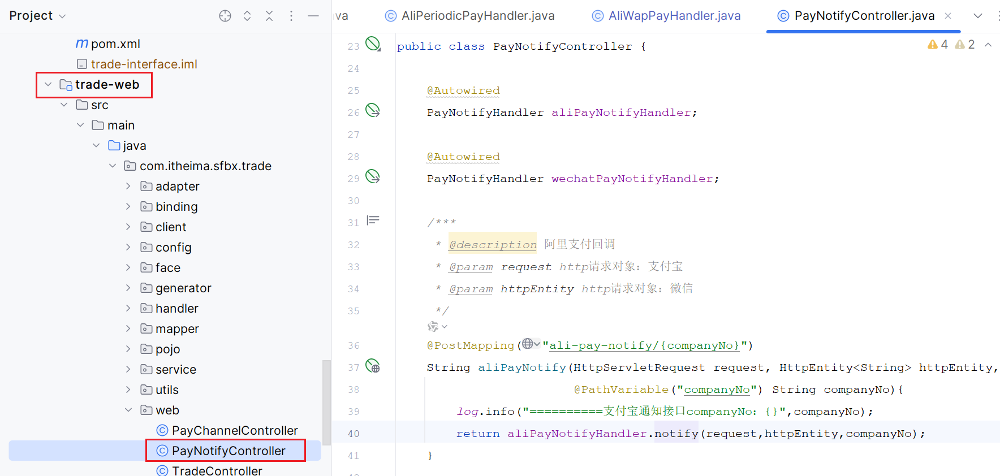 Project
pom.xml
trade-interface.iml
trade-web
src
main
java
com.itheima.sfbx.trade
adapter
binding
client
config
face
generator
handler
mapper
pojo
service
utils
web
PayChannelController
PayNotifyController
TradeController
ava
AliPeriodicPayHandler.java
AliWapPayHandler.java
PayNotifyController.java
4 2
23 public class PayNotifyController {
24
25 @Autowired
26 PayNotifyHandler aliPayNotifyHandler;
27
28 @Autowired
29 PayNotifyHandler wechatPayNotifyHandler;
30
31 /***
32 * @description 阿里支付回调
33 * @param request http请求对象：支付宝
34 * @param httpEntity http请求对象：微信
35 */
36 @PostMapping("ali-pay-notify/{companyNo}")
37 String aliPayNotify(HttpServletRequest request, HttpEntity<String> httpEntity,
38 @PathVariable("companyNo") String companyNo){
39 log.info("==========支付宝通知接口companyNo：{}",companyNo);
40 return aliPayNotifyHandler.notify(request,httpEntity,companyNo);
41 }